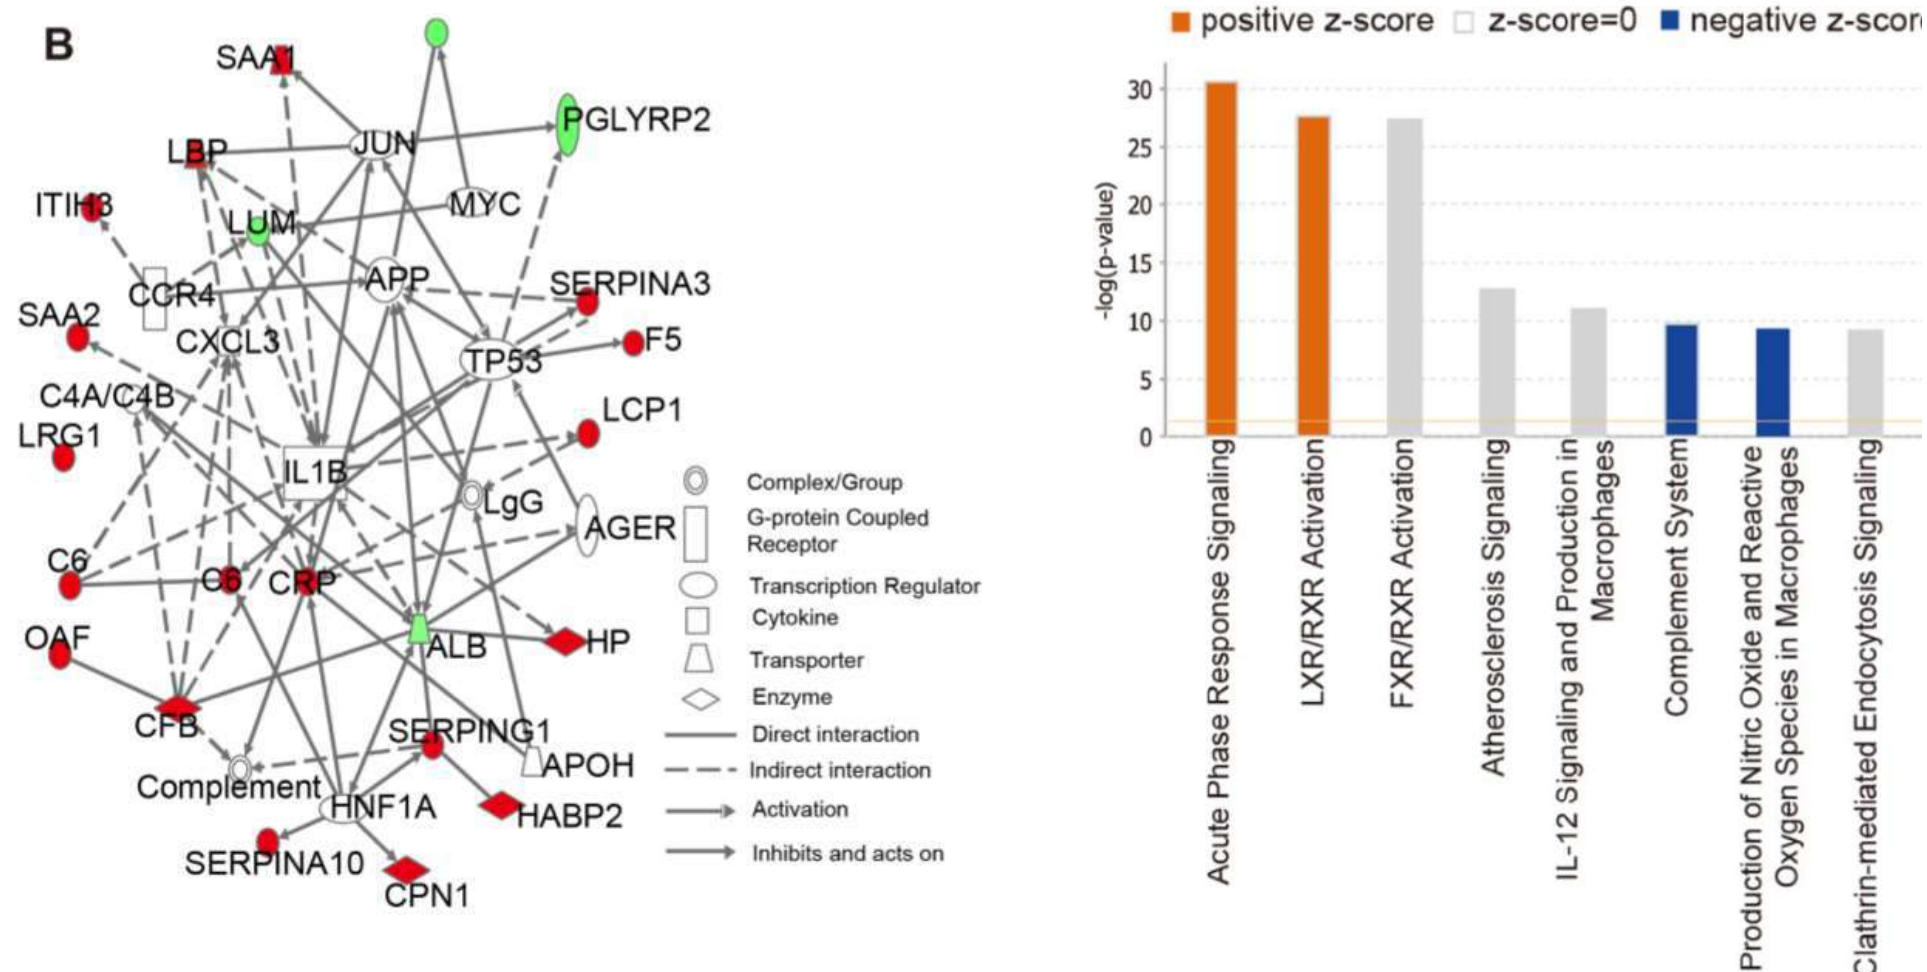 B
SAA1
PGLYRP2
JUN
LBP
ITIH3
MYC
LUM
APP
SERPINA3
CCR4
SAA2
CXCL3
F5
TP53
C4A/C4B
LCP1
LRG1
IL1B
LgG
AGER
C6
C6
CRP
OAF
ALB
HP
CFB
SERPING1
APOH
Complement
HNF1A
HABP2
SERPINA10
CPN1
Complex/Group
G-protein Coupled
Receptor
Transcription Regulator
Cytokine
Transporter
Enzyme
Direct interaction
Indirect interaction
Activation
Inhibits and acts on
positive z-score
z-score=0
negative z-score
-log(p-value)
30
25
20
15
10
5
0
Acute Phase Response Signaling
LXR/RXR Activation
FXR/RXR Activation
Atherosclerosis Signaling
IL-12 Signaling and Production in
Macrophages
Complement System
Production of Nitric Oxide and Reactive
Oxygen Species in Macrophages
Clathrin-mediated Endocytosis Signaling